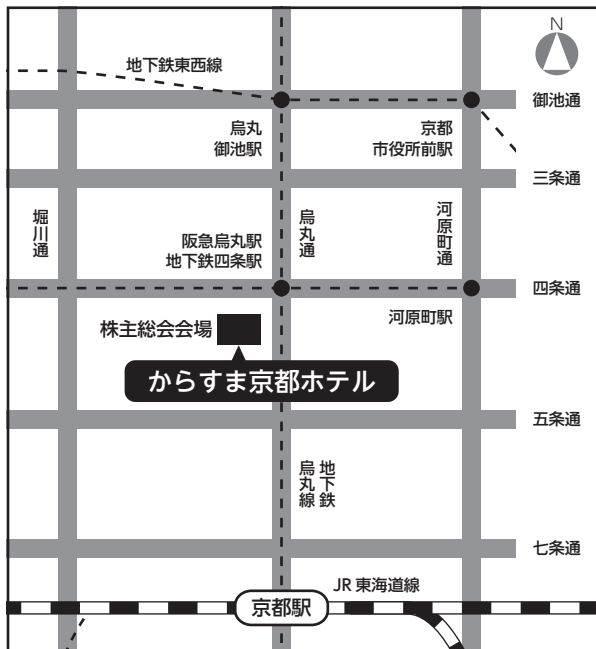 N
地下鉄東西線
御池通
烏丸
御池駅
京都
市役所前駅
三条通
堀川通
烏丸通
河原町通
阪急烏丸駅
地下鉄四条駅
四条通
河原町駅
株主総会会場
からすま京都ホテル
五条通
地下鉄
烏丸線
七条通
JR 東海道線
京都駅